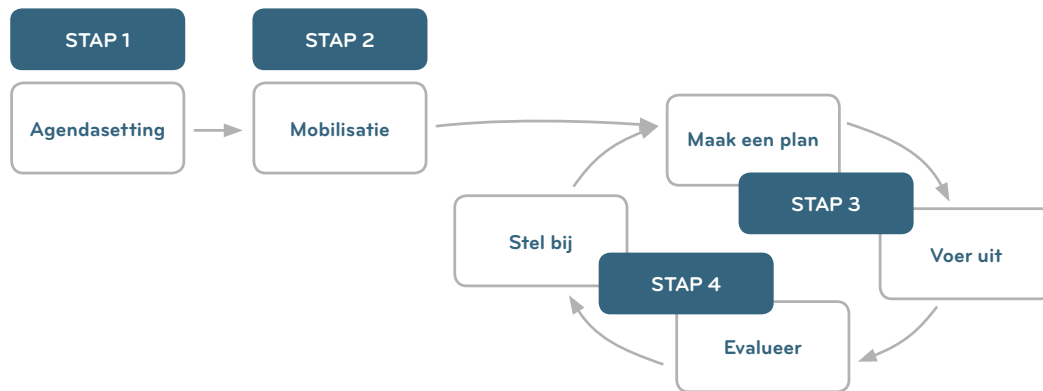 STAP 1
Agendasetting
STAP 2
Mobilisatie
Maak een plan
STAP 3
Voer uit
Stel bij
STAP 4
Evalueer